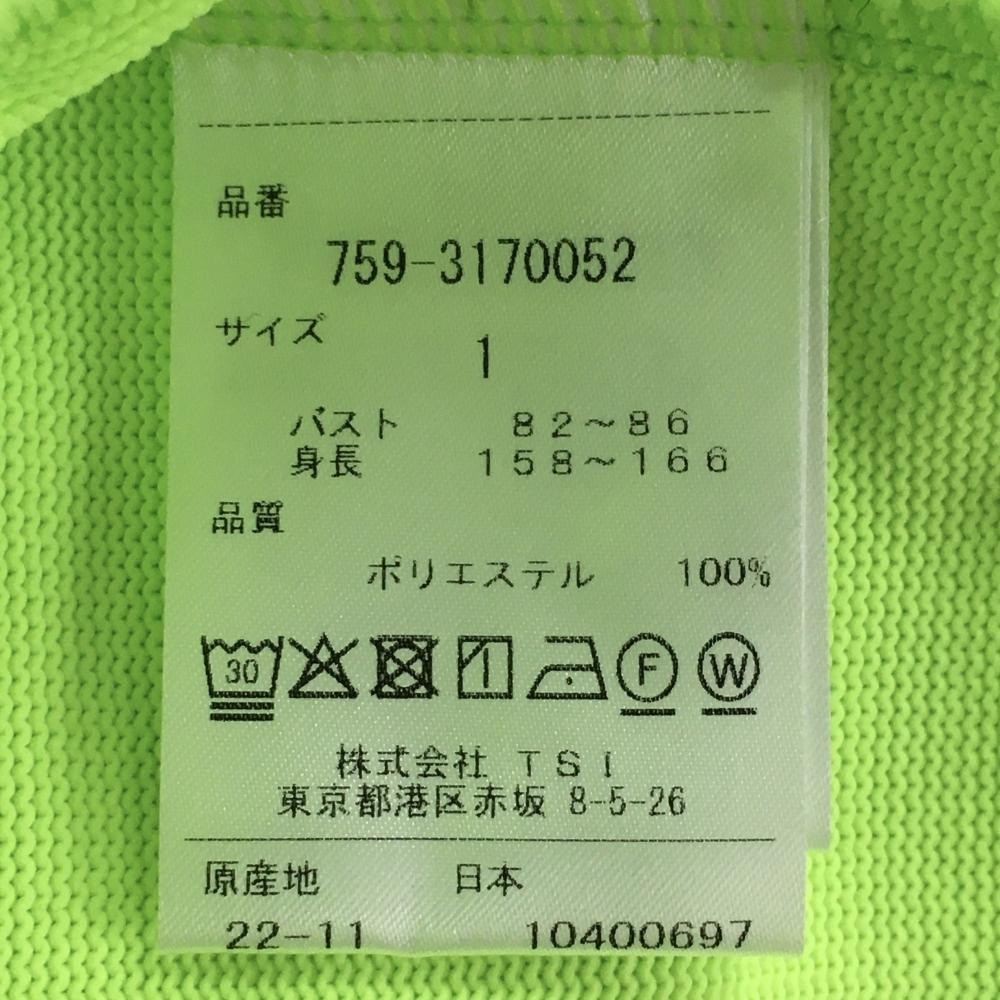 品番
759-3170052
サイズ
1
バスト 82~86
身長 158~166
品質
ポリエステル 100%
30 F W
株式会社 TSI
東京都港区赤坂 8-5-26
原産地 日本
22-11 10400697